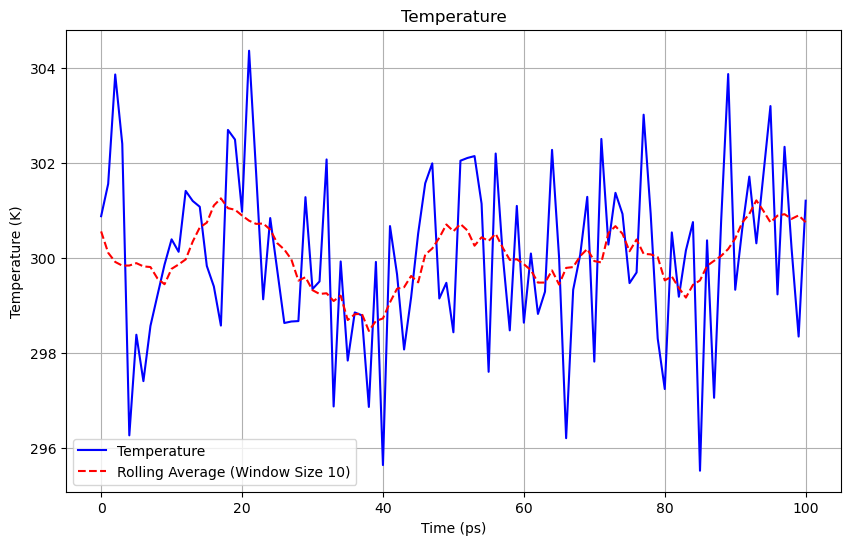 Temperature
Temperature (K)
304
302
300
298
296
Temperature
Rolling Average (Window Size 10)
0
20
40
60
80
100
Time (ps)